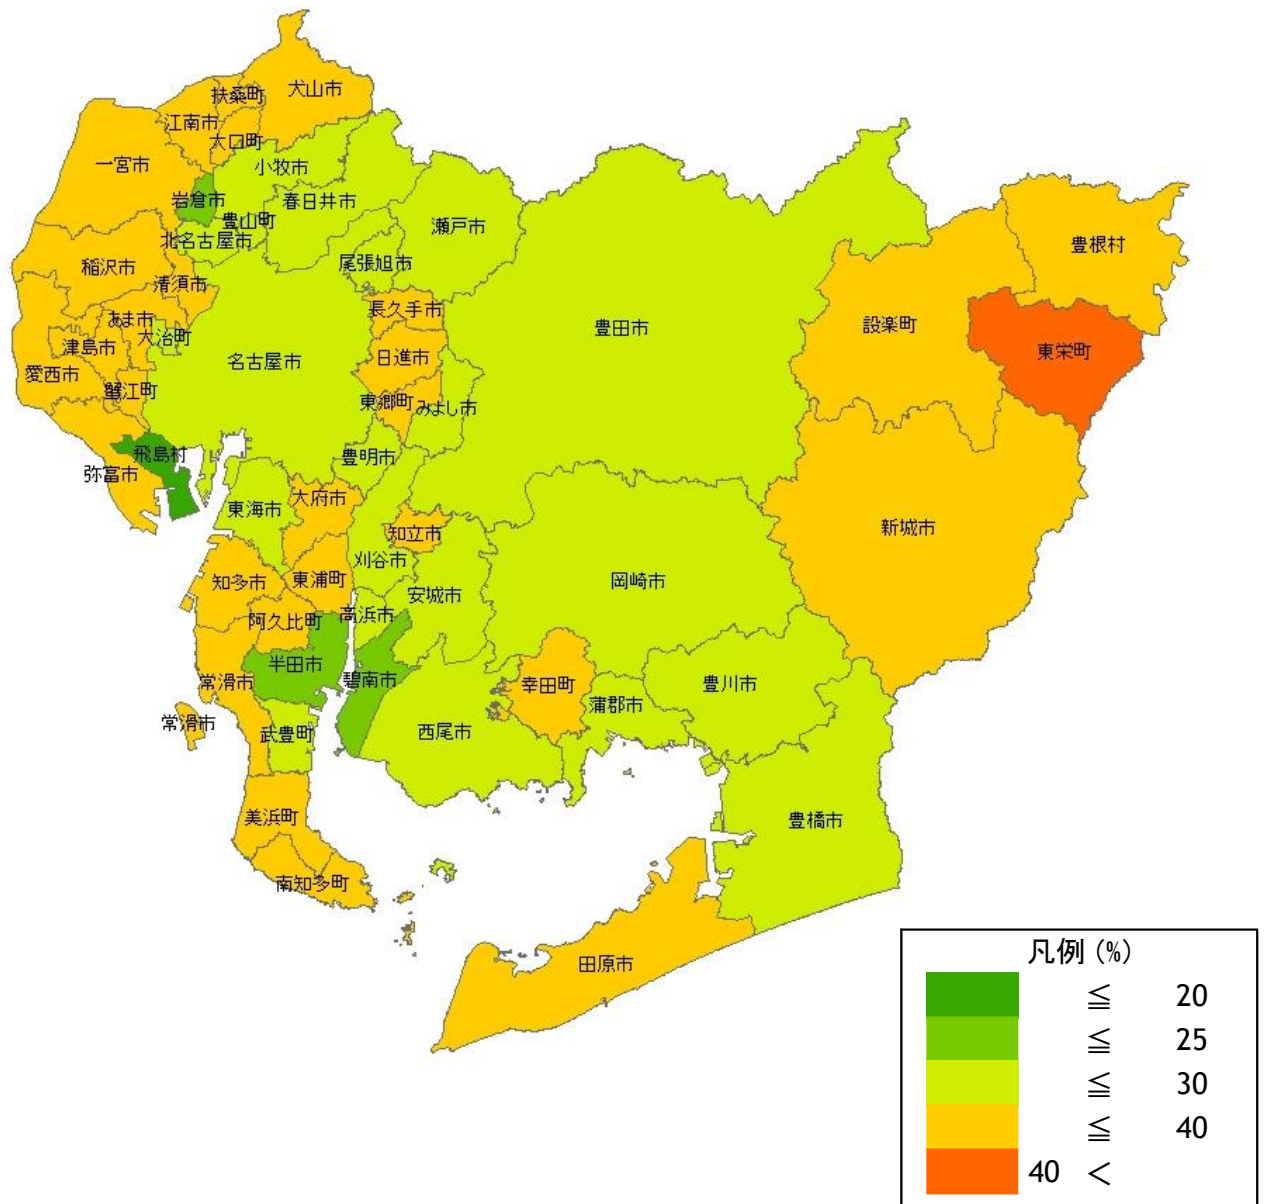 犬山市
扶桑町
江南市
大口町
一宮市
小牧市
岩倉市
春日井市
豊山町
瀬戸市
北名古屋市
豊根村
尾張旭市
稲沢市
清須市
長久手市
あま市
大治町
豊田市
設楽町
津島市
東栄町
日進市
名古屋市
愛西市
蟹江町
東郷町
みよし市
飛島村
豊明市
弥富市
大府市
東海市
新城市
知立市
刈谷市
東浦町
知多市
岡崎市
安城市
高浜市
阿久比町
半田市
碧南市
常滑市
幸田町
豊川市
蒲郡市
常滑市
武豊町
西尾市
美浜町
豊橋市
南知多町
田原市
凡例 (%)
≦ 20
≦ 25
≦ 30
≦ 40
40 <